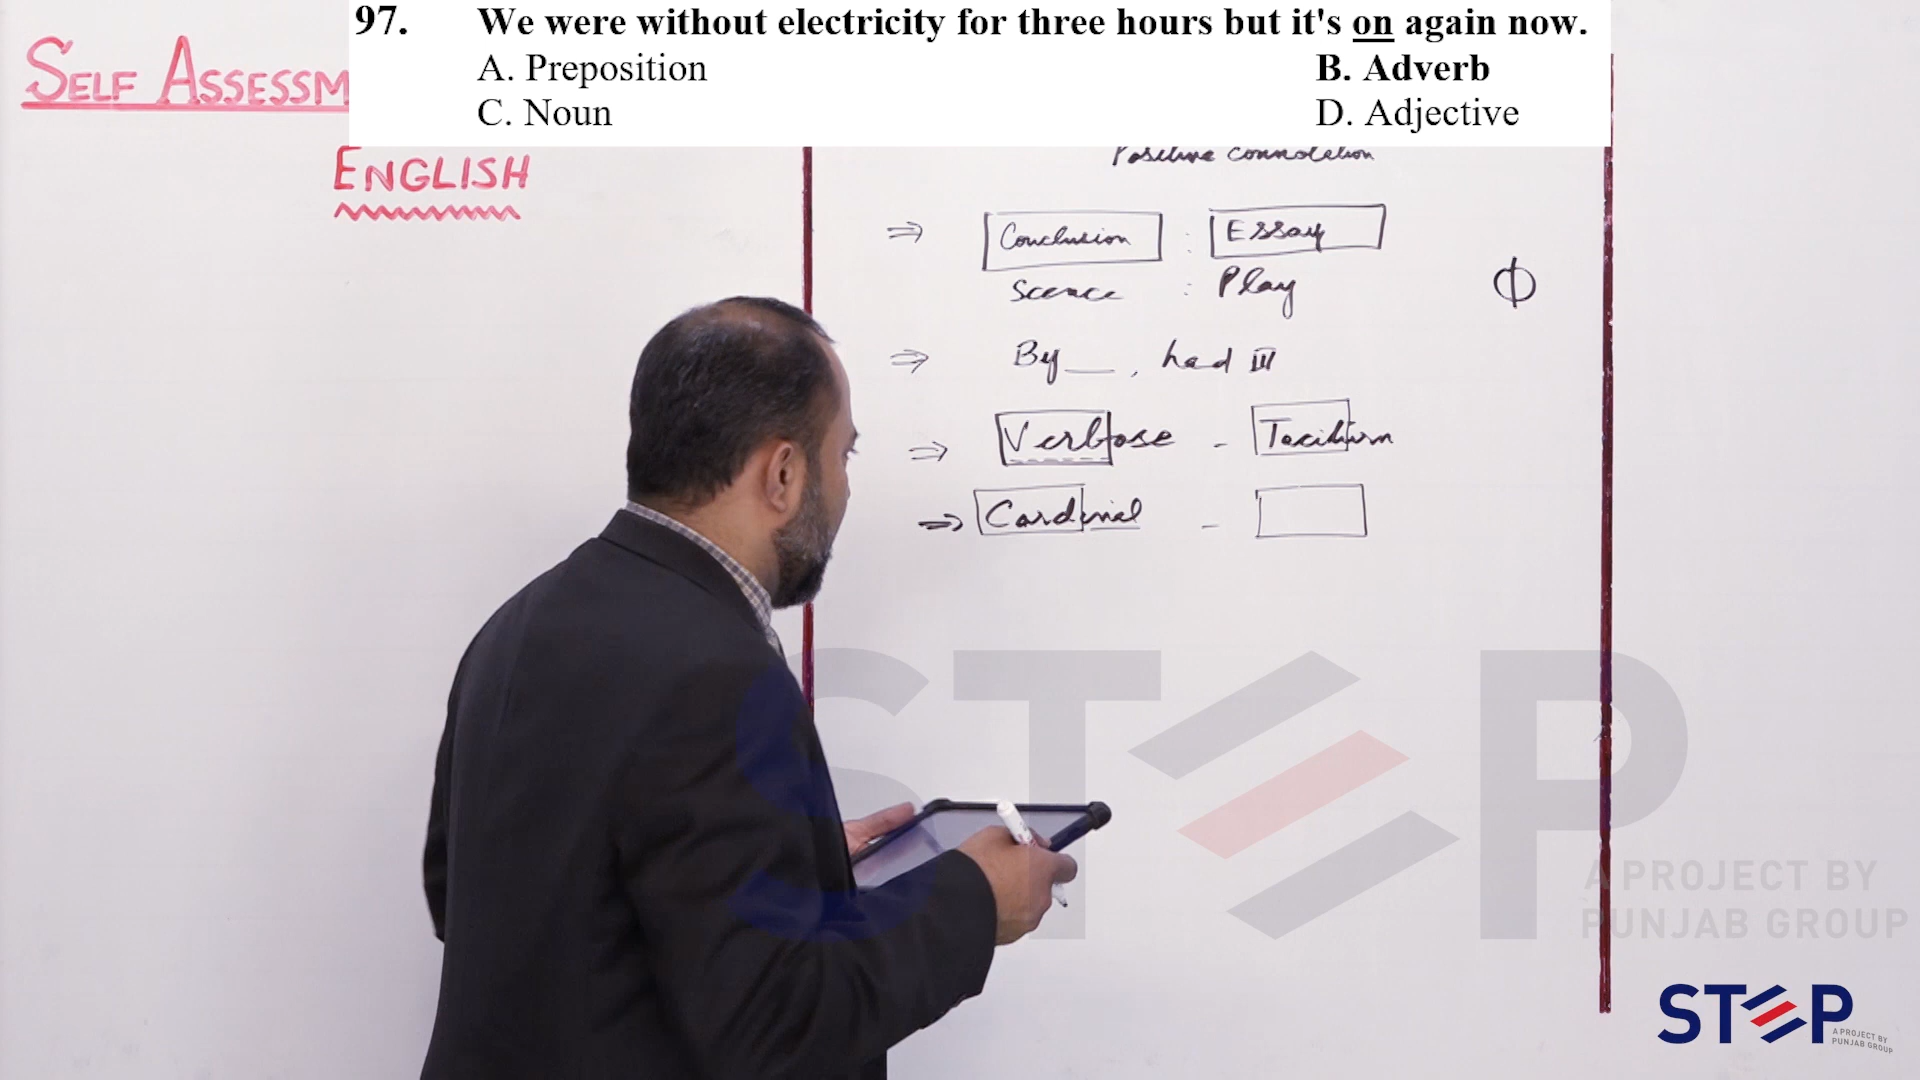 97. We were without electricity for three hours but it's on again now.
A. Preposition B. Adverb
C. Noun D. Adjective
SELF ASSESSM
ENGLISH
Positive Connotation
⇒ Conclusion : Essay
Scence : Play
⇒ By __ , had III
⇒ Verbose - Taciturn
⇒ Cardinal -
STEP
A PROJECT BY
PUNJAB GROUP
STEP
A PROJECT BY
PUNJAB GROUP